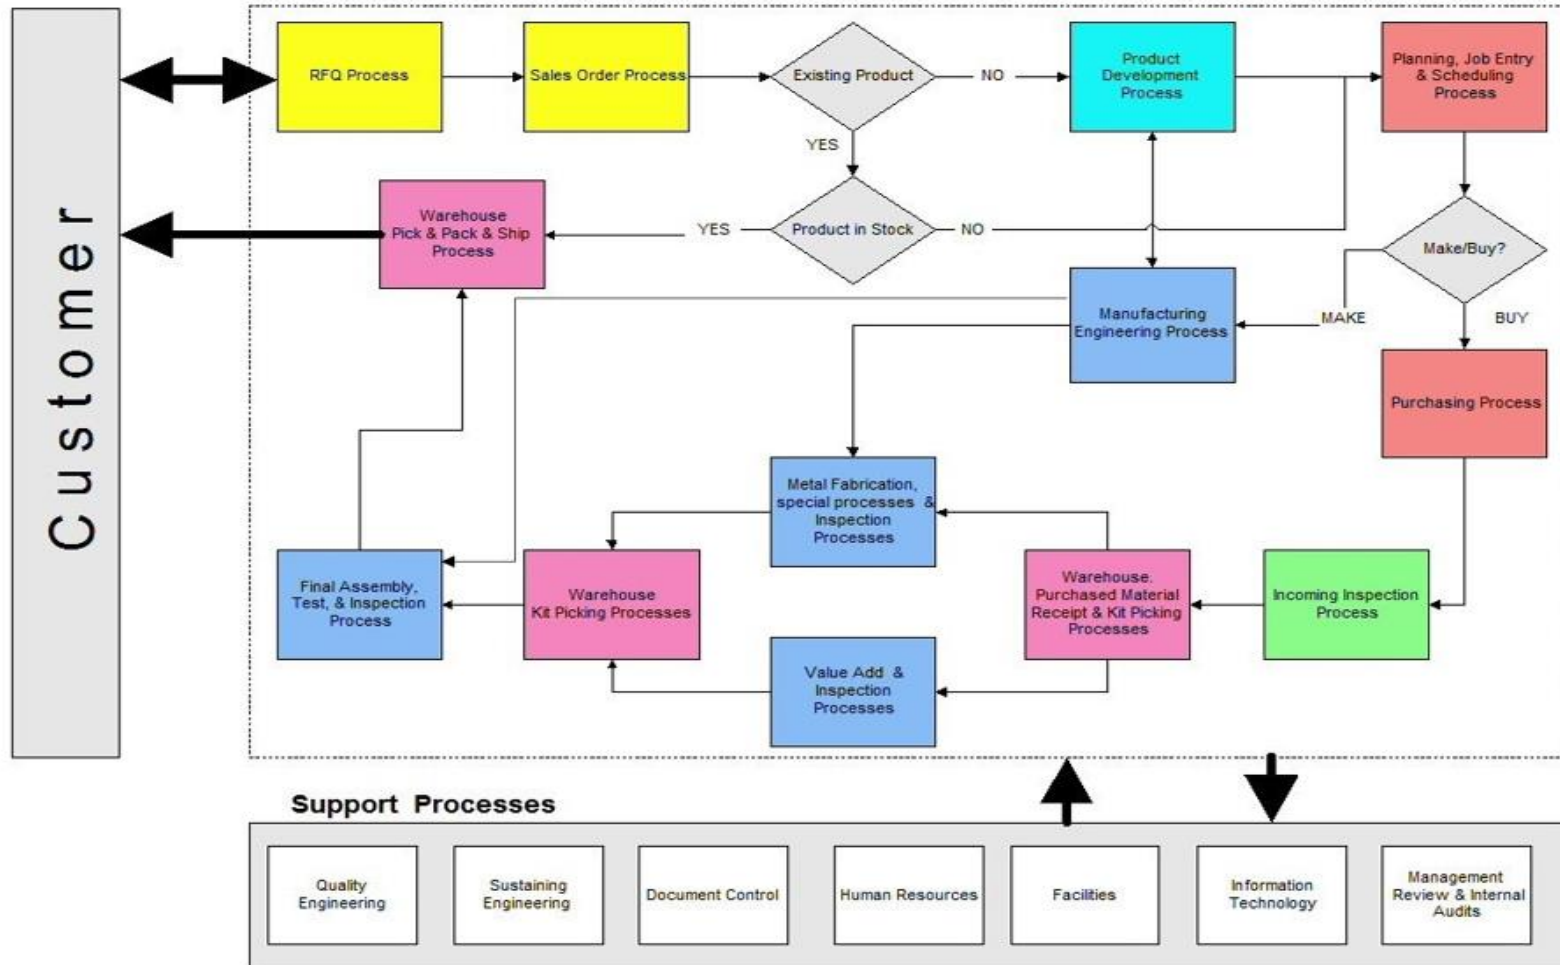 Customer
RFQ Process
Sales Order Process
Existing Product
NO
Product
Development
Process
Planning, Job Entry
& Scheduling
Process
YES
Warehouse
Pick & Pack & Ship
Process
YES
Product in Stock
NO
Make/Buy?
Manufacturing
Engineering Process
MAKE
BUY
Purchasing Process
Metal Fabrication,
special processes &
Inspection
Processes
Final Assembly,
Test, & Inspection
Process
Warehouse
Kit Picking Processes
Warehouse.
Purchased Material
Receipt & Kit Picking
Processes
Incoming Inspection
Process
Value Add &
Inspection
Processes
Support Processes
Quality
Engineering
Sustaining
Engineering
Document Control
Human Resources
Facilities
Information
Technology
Management
Review & Internal
Audits